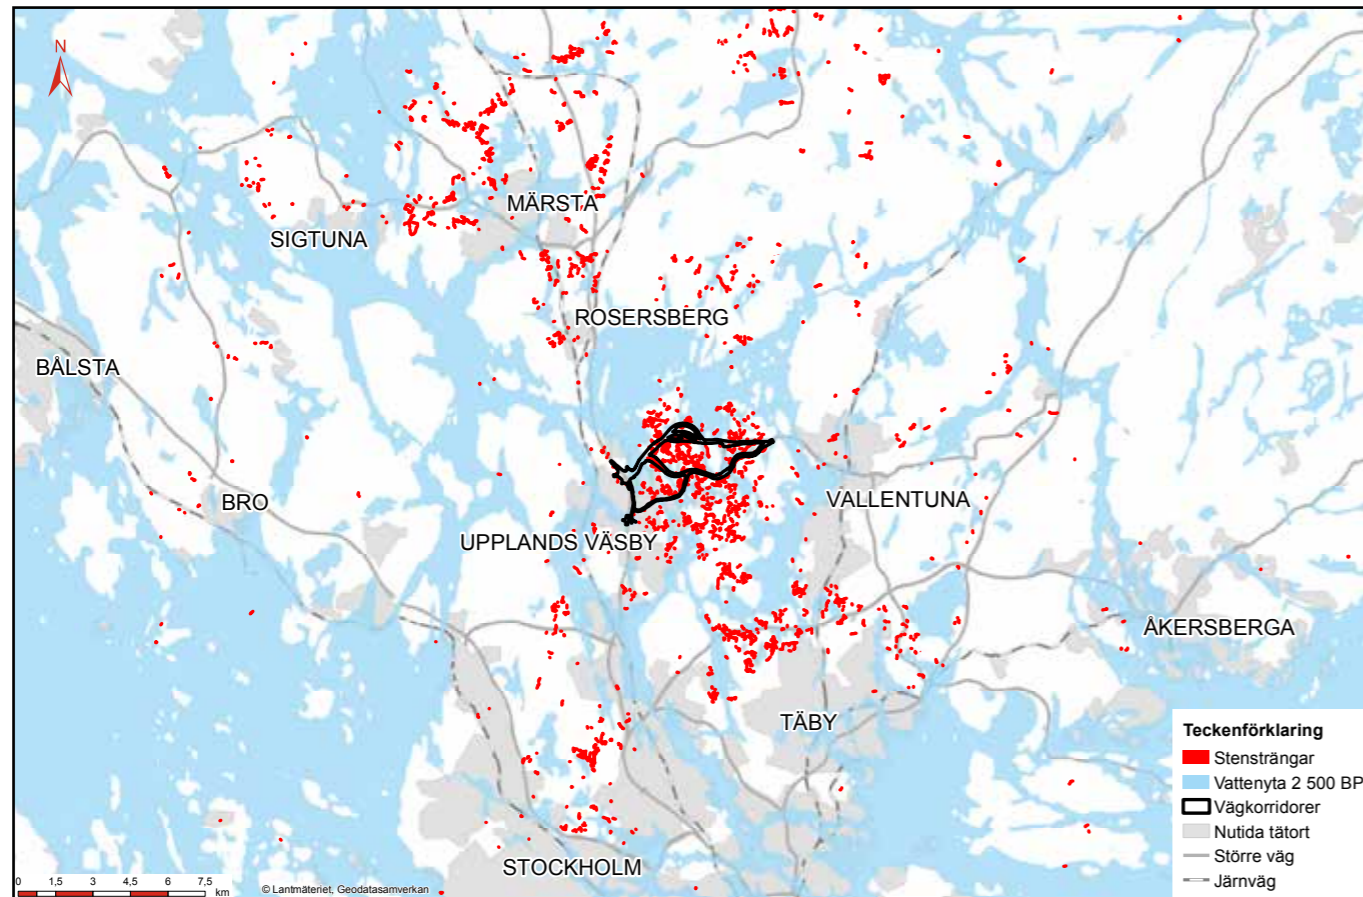 N
MÄRSTA
SIGTUNA
ROSERSBERG
BÅLSTA
BRO
VALLENTUNA
UPPLANDS VÄSBY
ÅKERSBERGA
TÄBY
STOCKHOLM
Teckenförklaring
Stensträngar
Vattenyta 2 500 BP
Vägkorridorer
Nutida tätort
Större väg
Järnväg
0 1,5 3 4,5 6 7,5
km
© Lantmäteriet, Geodatasamverkan